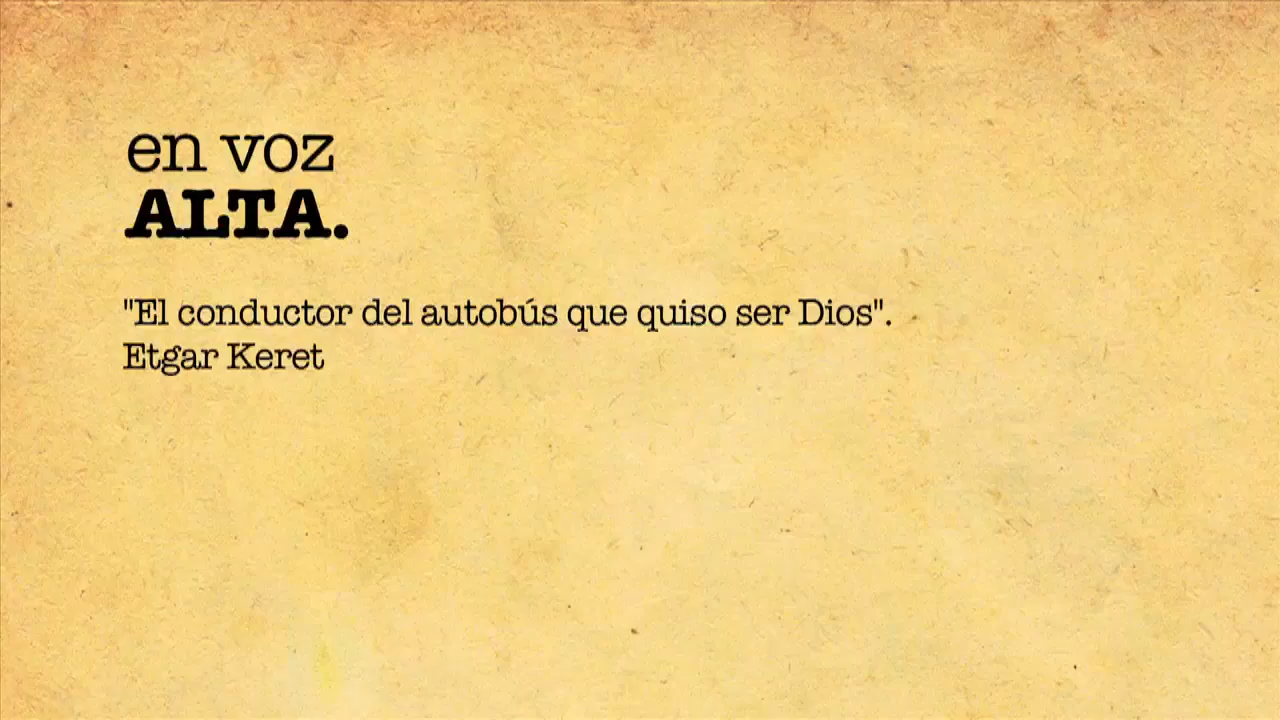 en voz
ALTA.
"El conductor del autobús que quiso ser Dios".
Etgar Keret